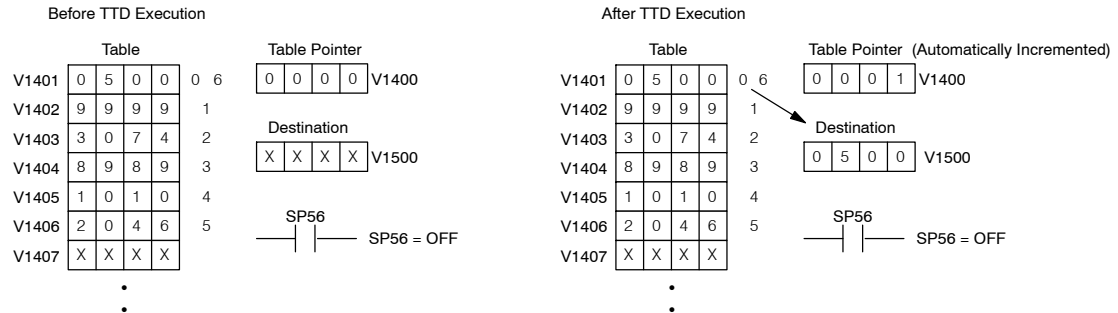 Before TTD Execution
Table
Table Pointer
V1401 0 5 0 0 0 6
0 0 0 0 V1400
V1402 9 9 9 9 1
V1403 3 0 7 4 2
Destination
X X X X V1500
V1404 8 9 8 9 3
V1405 1 0 1 0 4
V1406 2 0 4 6 5
V1407 X X X X
SP56
SP56 = OFF
After TTD Execution
Table
Table Pointer (Automatically Incremented)
V1401 0 5 0 0 0 6
0 0 0 1 V1400
V1402 9 9 9 9 1
V1403 3 0 7 4 2
Destination
0 5 0 0 V1500
V1404 8 9 8 9 3
V1405 1 0 1 0 4
V1406 2 0 4 6 5
V1407 X X X X
SP56
SP56 = OFF